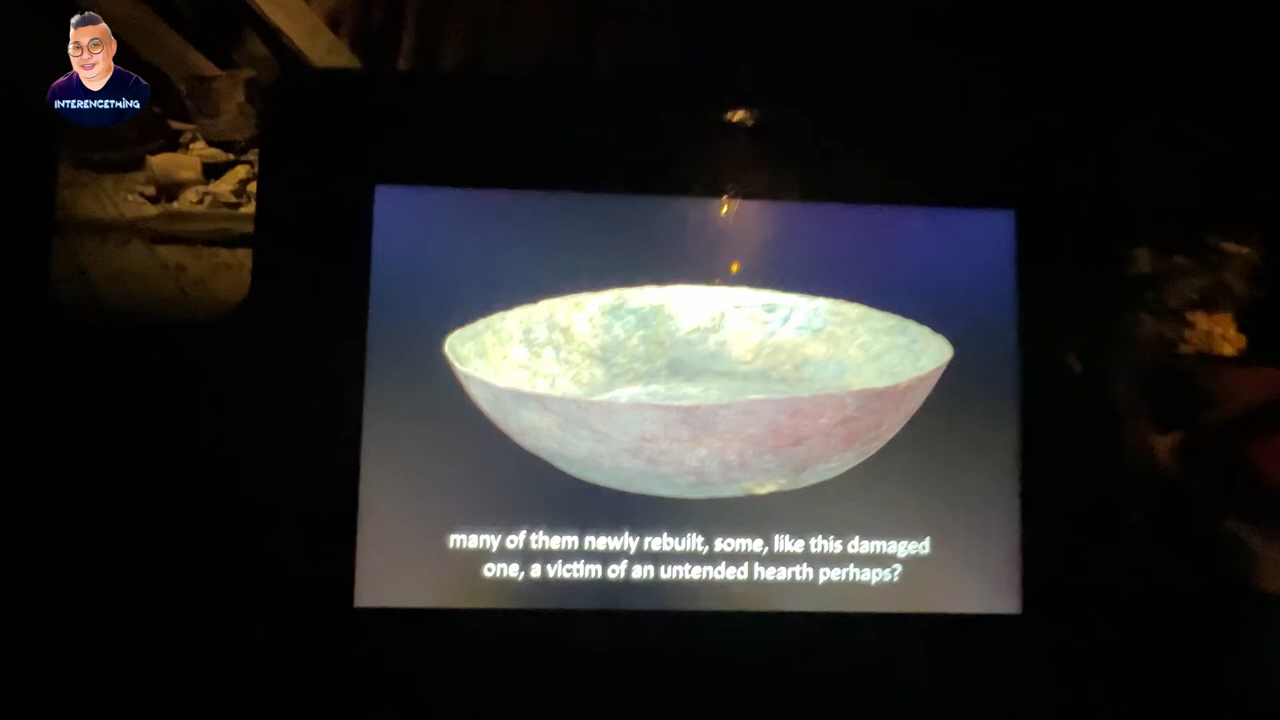 INTERENCETHING
many of them newly rebuilt, some, like this damaged
one, a victim of an untended hearth perhaps?